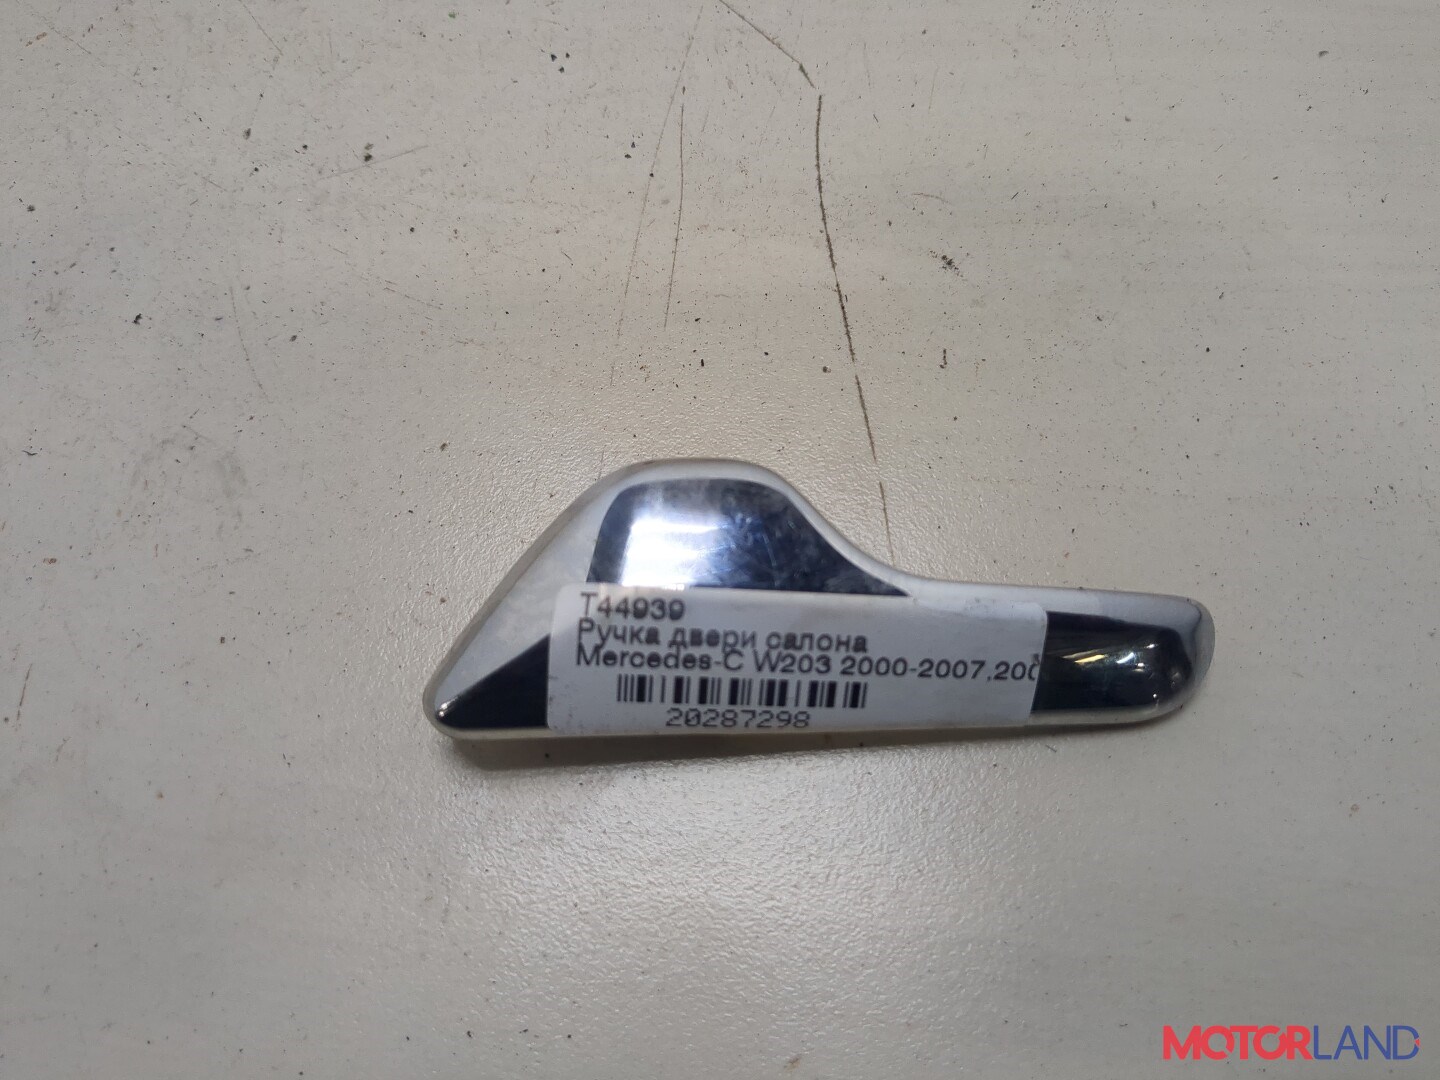 T44939
Ручка двери салона
Mercedes-C W203 2000-2007,200
20287298
MOTORLAND